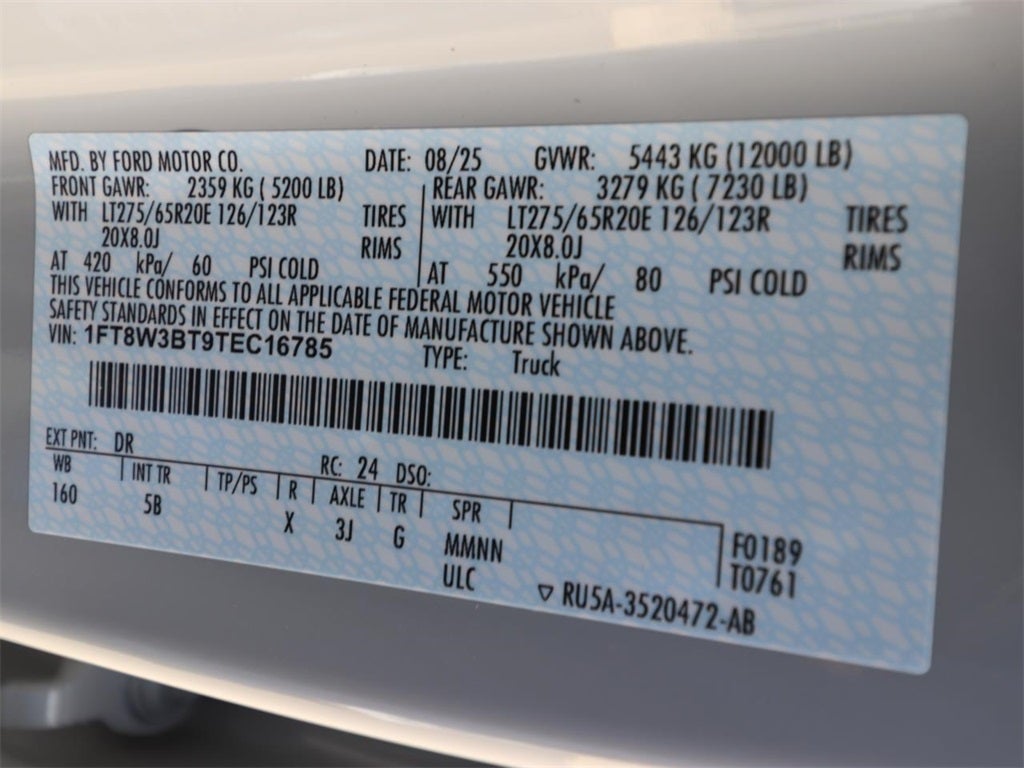 MFD. BY FORD MOTOR CO. DATE: 08/25 GVWR: 5443 KG (12000 LB)
FRONT GAWR: 2359 KG ( 5200 LB) REAR GAWR: 3279 KG ( 7230 LB)
WITH LT275/65R20E 126/123R TIRES WITH LT275/65R20E 126/123R TIRES
20X8.0J RIMS 20X8.0J RIMS
AT 420 kPa/ 60 PSI COLD AT 550 kPa/ 80 PSI COLD
THIS VEHICLE CONFORMS TO ALL APPLICABLE FEDERAL MOTOR VEHICLE
SAFETY STANDARDS IN EFFECT ON THE DATE OF MANUFACTURE SHOWN ABOVE.
VIN: 1FT8W3BT9TEC16785 TYPE: Truck
EXT PNT: DR RC: 24 DSO:
WB INT TR TP/PS R AXLE TR SPR
160 5B X 3J G MMNN F0189
ULC T0761
▽ RU5A-3520472-AB